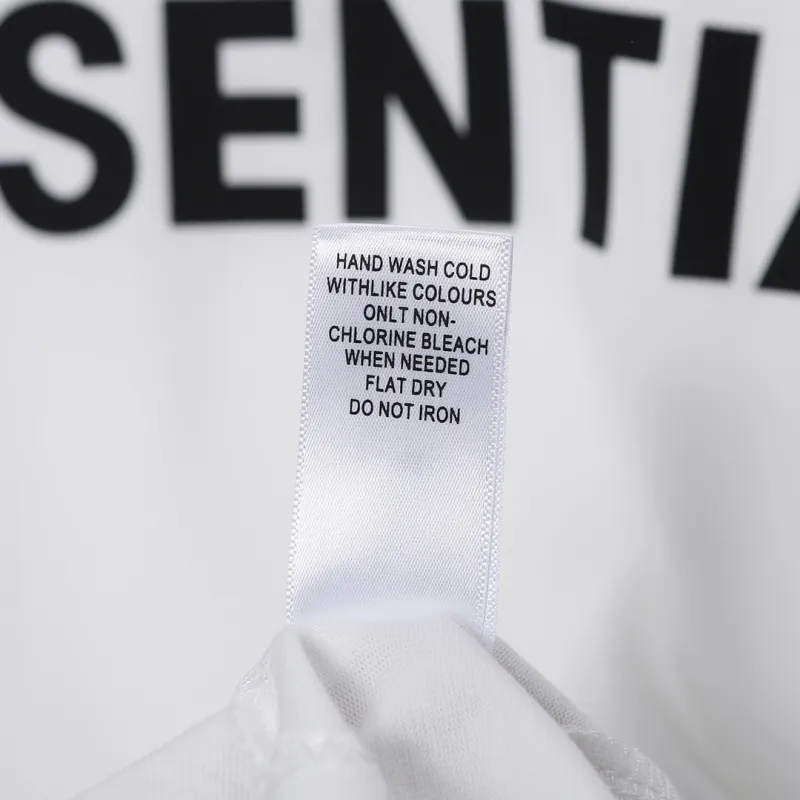 SENTIA
HAND WASH COLD
WITHLIKE COLOURS
ONLT NON-
CHLORINE BLEACH
WHEN NEEDED
FLAT DRY
DO NOT IRON